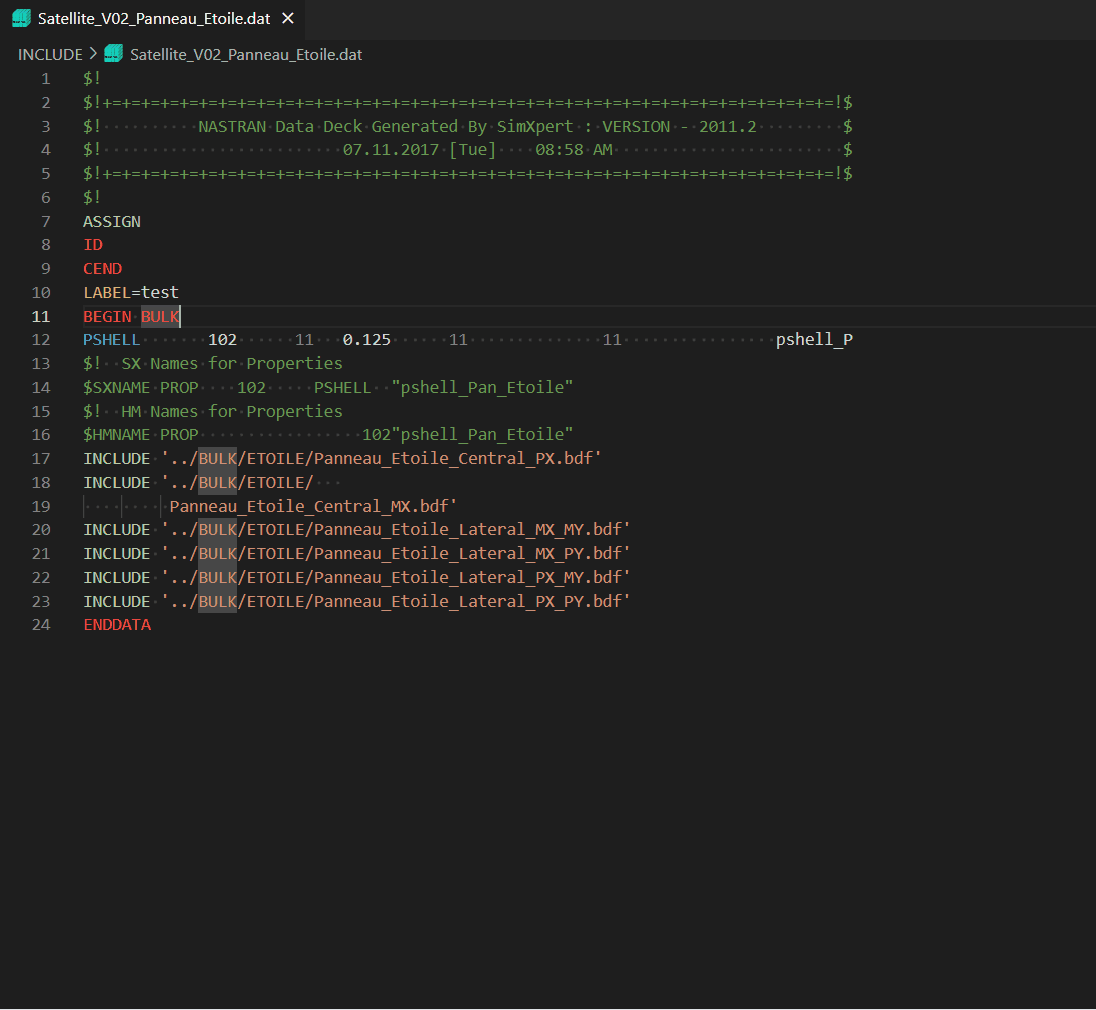 Satellite_V02_Panneau_Etoile.dat
INCLUDE > Satellite_V02_Panneau_Etoile.dat
1 $!
2 $!+=+=+=+=+=+=+=+=+=+=+=+=+=+=+=+=+=+=+=+=+=+=+=+=+=+=+=+=+=+=+=+=+=+=+=+=+=+=!$
3 $!          NASTRAN Data Deck Generated By SimXpert : VERSION - 2011.2         $
4 $!                         07.11.2017 [Tue]    08:58 AM                        $
5 $!+=+=+=+=+=+=+=+=+=+=+=+=+=+=+=+=+=+=+=+=+=+=+=+=+=+=+=+=+=+=+=+=+=+=+=+=+=+=!$
6 $!
7 ASSIGN
8 ID
9 CEND
10 LABEL=test
11 BEGIN BULK
12 PSHELL       102      11   0.125      11              11                pshell_P
13 $!  SX Names for Properties
14 $SXNAME PROP    102     PSHELL  "pshell_Pan_Etoile"
15 $!  HM Names for Properties
16 $HMNAME PROP                 102"pshell_Pan_Etoile"
17 INCLUDE '../BULK/ETOILE/Panneau_Etoile_Central_PX.bdf'
18 INCLUDE '../BULK/ETOILE/
19          Panneau_Etoile_Central_MX.bdf'
20 INCLUDE '../BULK/ETOILE/Panneau_Etoile_Lateral_MX_MY.bdf'
21 INCLUDE '../BULK/ETOILE/Panneau_Etoile_Lateral_MX_PY.bdf'
22 INCLUDE '../BULK/ETOILE/Panneau_Etoile_Lateral_PX_MY.bdf'
23 INCLUDE '../BULK/ETOILE/Panneau_Etoile_Lateral_PX_PY.bdf'
24 ENDDATA